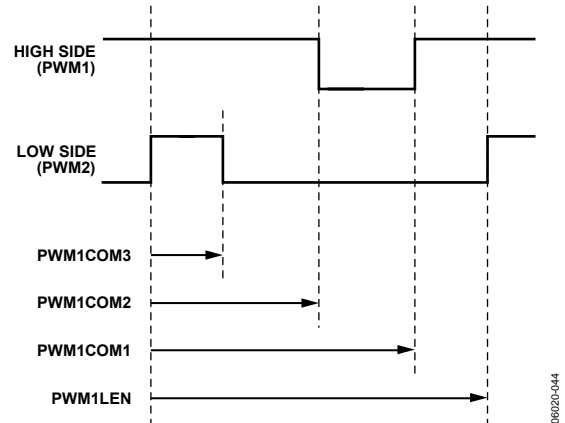 HIGH SIDE
(PWM1)
LOW SIDE
(PWM2)
PWM1COM3
PWM1COM2
PWM1COM1
PWM1LEN
06020-044